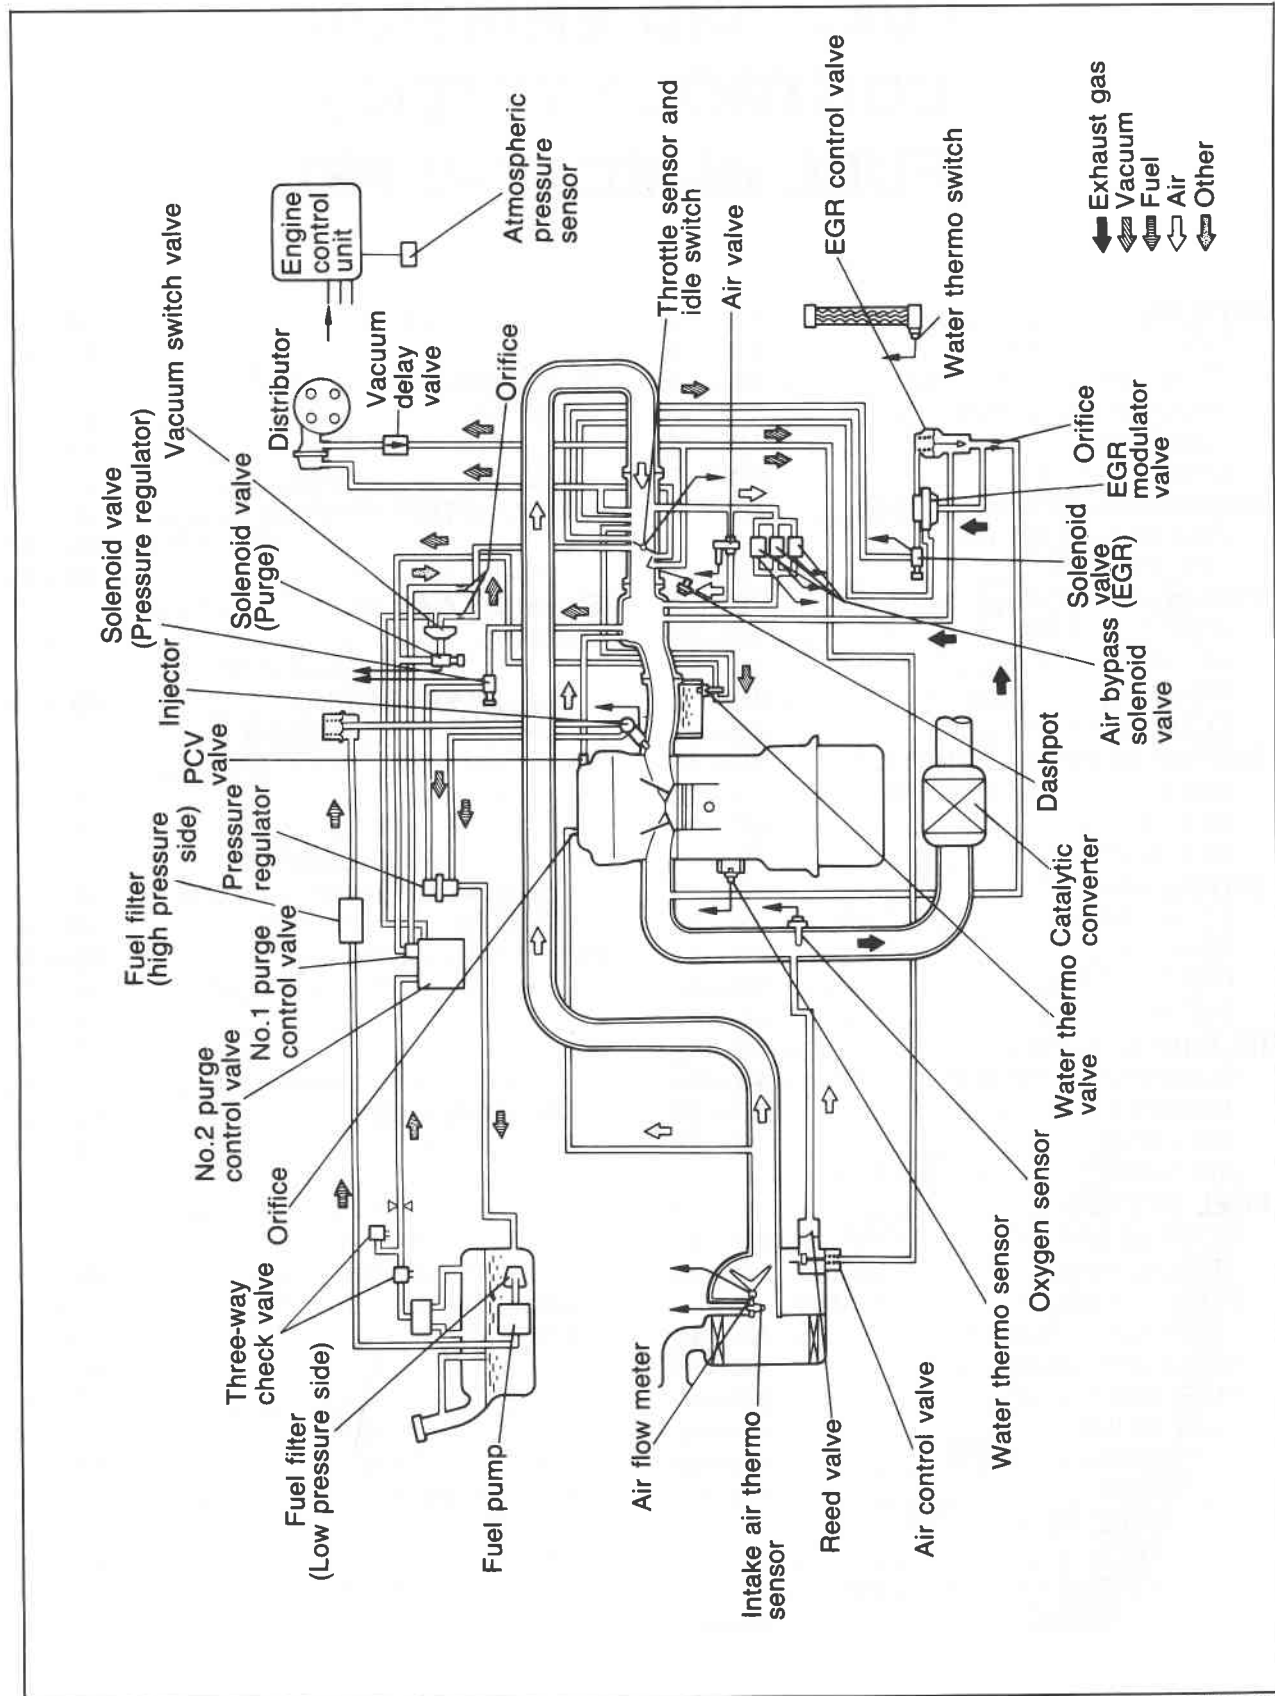 Solenoid valve
(Pressure regulator)
Vacuum switch valve
Solenoid valve
(Purge)
Injector
PCV
valve
Fuel filter
(high pressure
side)
Pressure
regulator
No.1 purge
control valve
No.2 purge
control valve
Orifice
Three-way
check valve
Fuel filter
(Low pressure side)
Fuel pump
Distributor
Engine
control
unit
Vacuum
delay
valve
Orifice
Atmospheric
pressure
sensor
Throttle sensor and
idle switch
Air valve
EGR control valve
Water thermo switch
Exhaust gas
Vacuum
Fuel
Air
Other
Orifice
EGR
modulator
valve
Solenoid
valve
(EGR)
Air bypass
solenoid
valve
Dashpot
Catalytic
converter
Water thermo
valve
Oxygen sensor
Water thermo sensor
Air control valve
Reed valve
Intake air thermo
sensor
Air flow meter